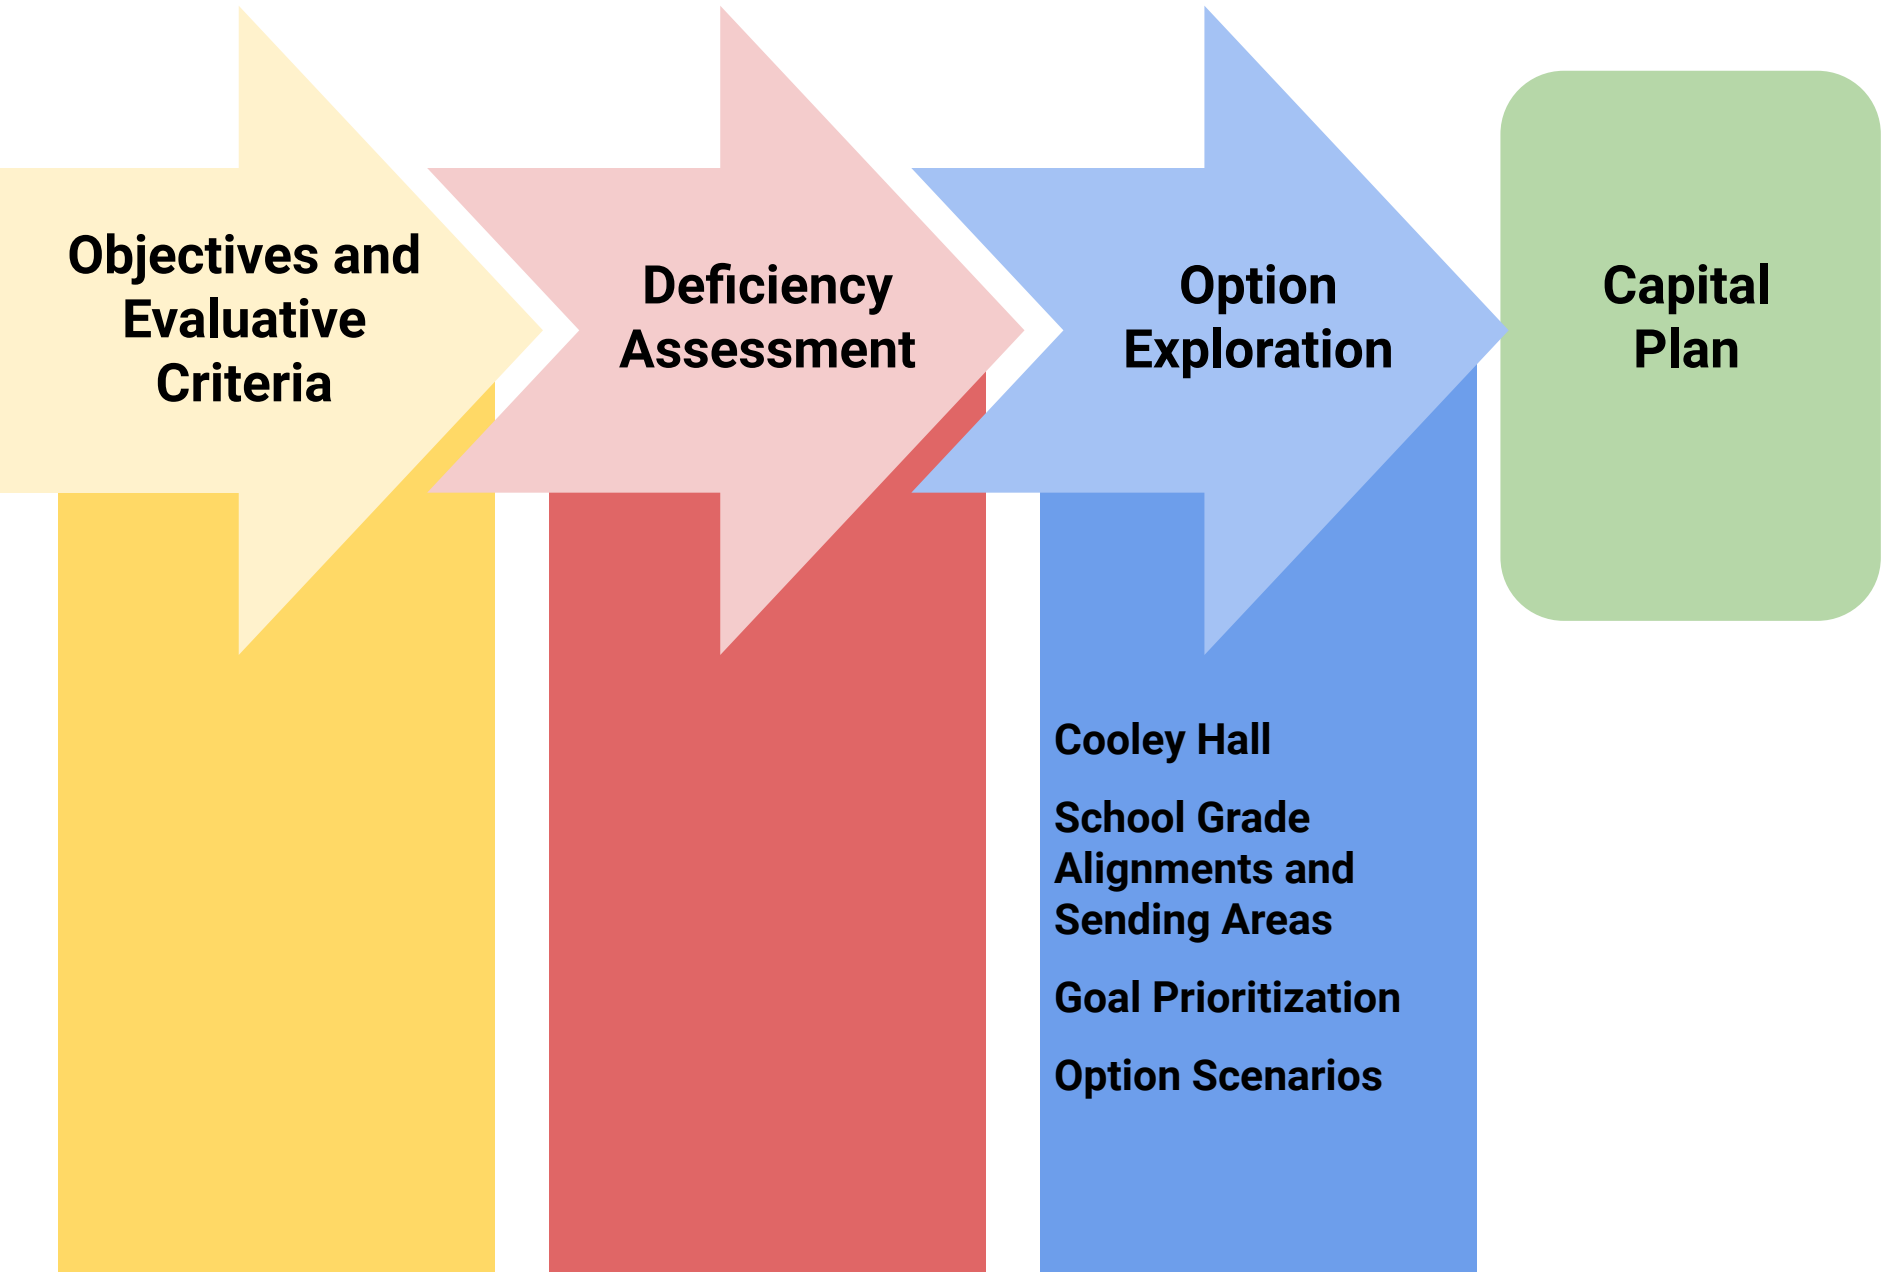 Objectives and
Evaluative
Criteria
Deficiency
Assessment
Option
Exploration
Capital
Plan
Cooley Hall
School Grade
Alignments and
Sending Areas
Goal Prioritization
Option Scenarios